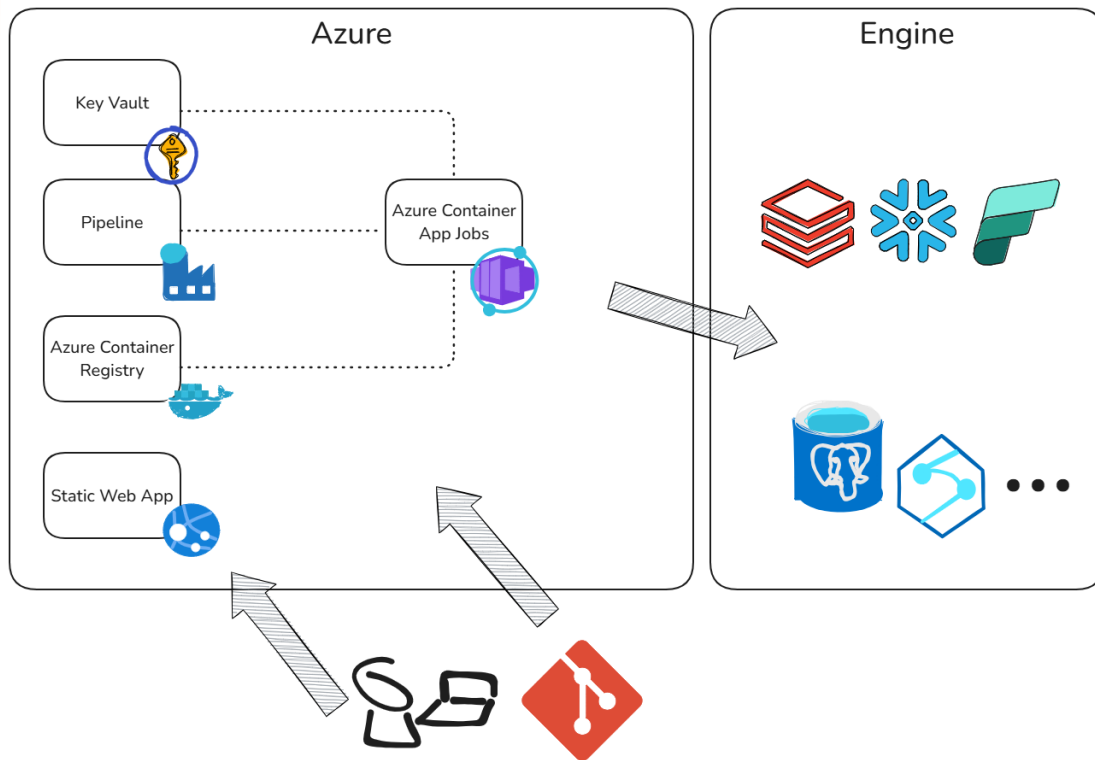 Azure
Engine
Key Vault
Pipeline
Azure Container
App Jobs
Azure Container
Registry
Static Web App